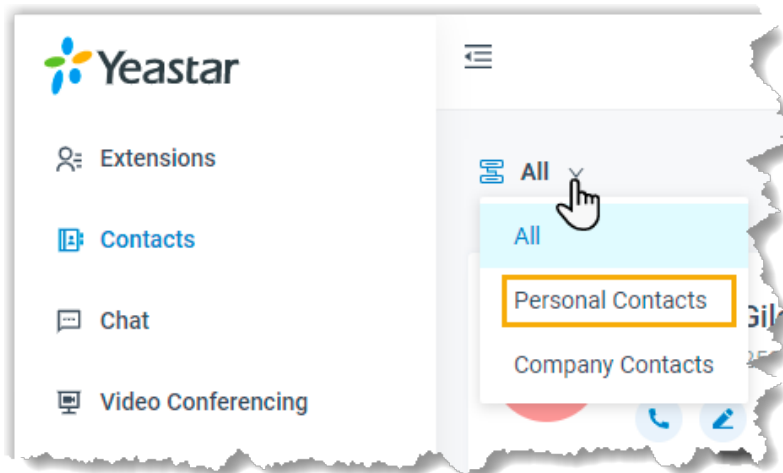 Yeastar
Extensions
Contacts
Chat
Video Conferencing
All
All
Personal Contacts
Company Contacts